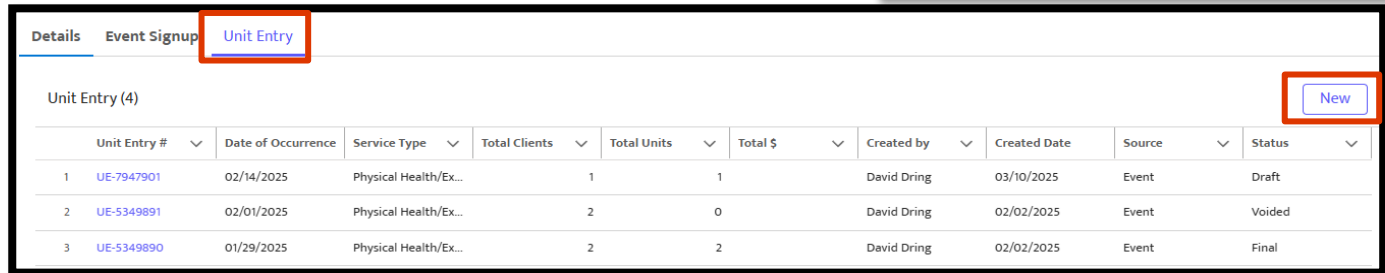 Details Event Signup Unit Entry
Unit Entry (4) New
Unit Entry # Date of Occurrence Service Type Total Clients Total Units Total $ Created by Created Date Source Status
1 UE-7947901 02/14/2025 Physical Health/Ex... 1 1 David Dring 03/10/2025 Event Draft
2 UE-5349891 02/01/2025 Physical Health/Ex... 2 0 David Dring 02/02/2025 Event Voided
3 UE-5349890 01/29/2025 Physical Health/Ex... 2 2 David Dring 02/02/2025 Event Final